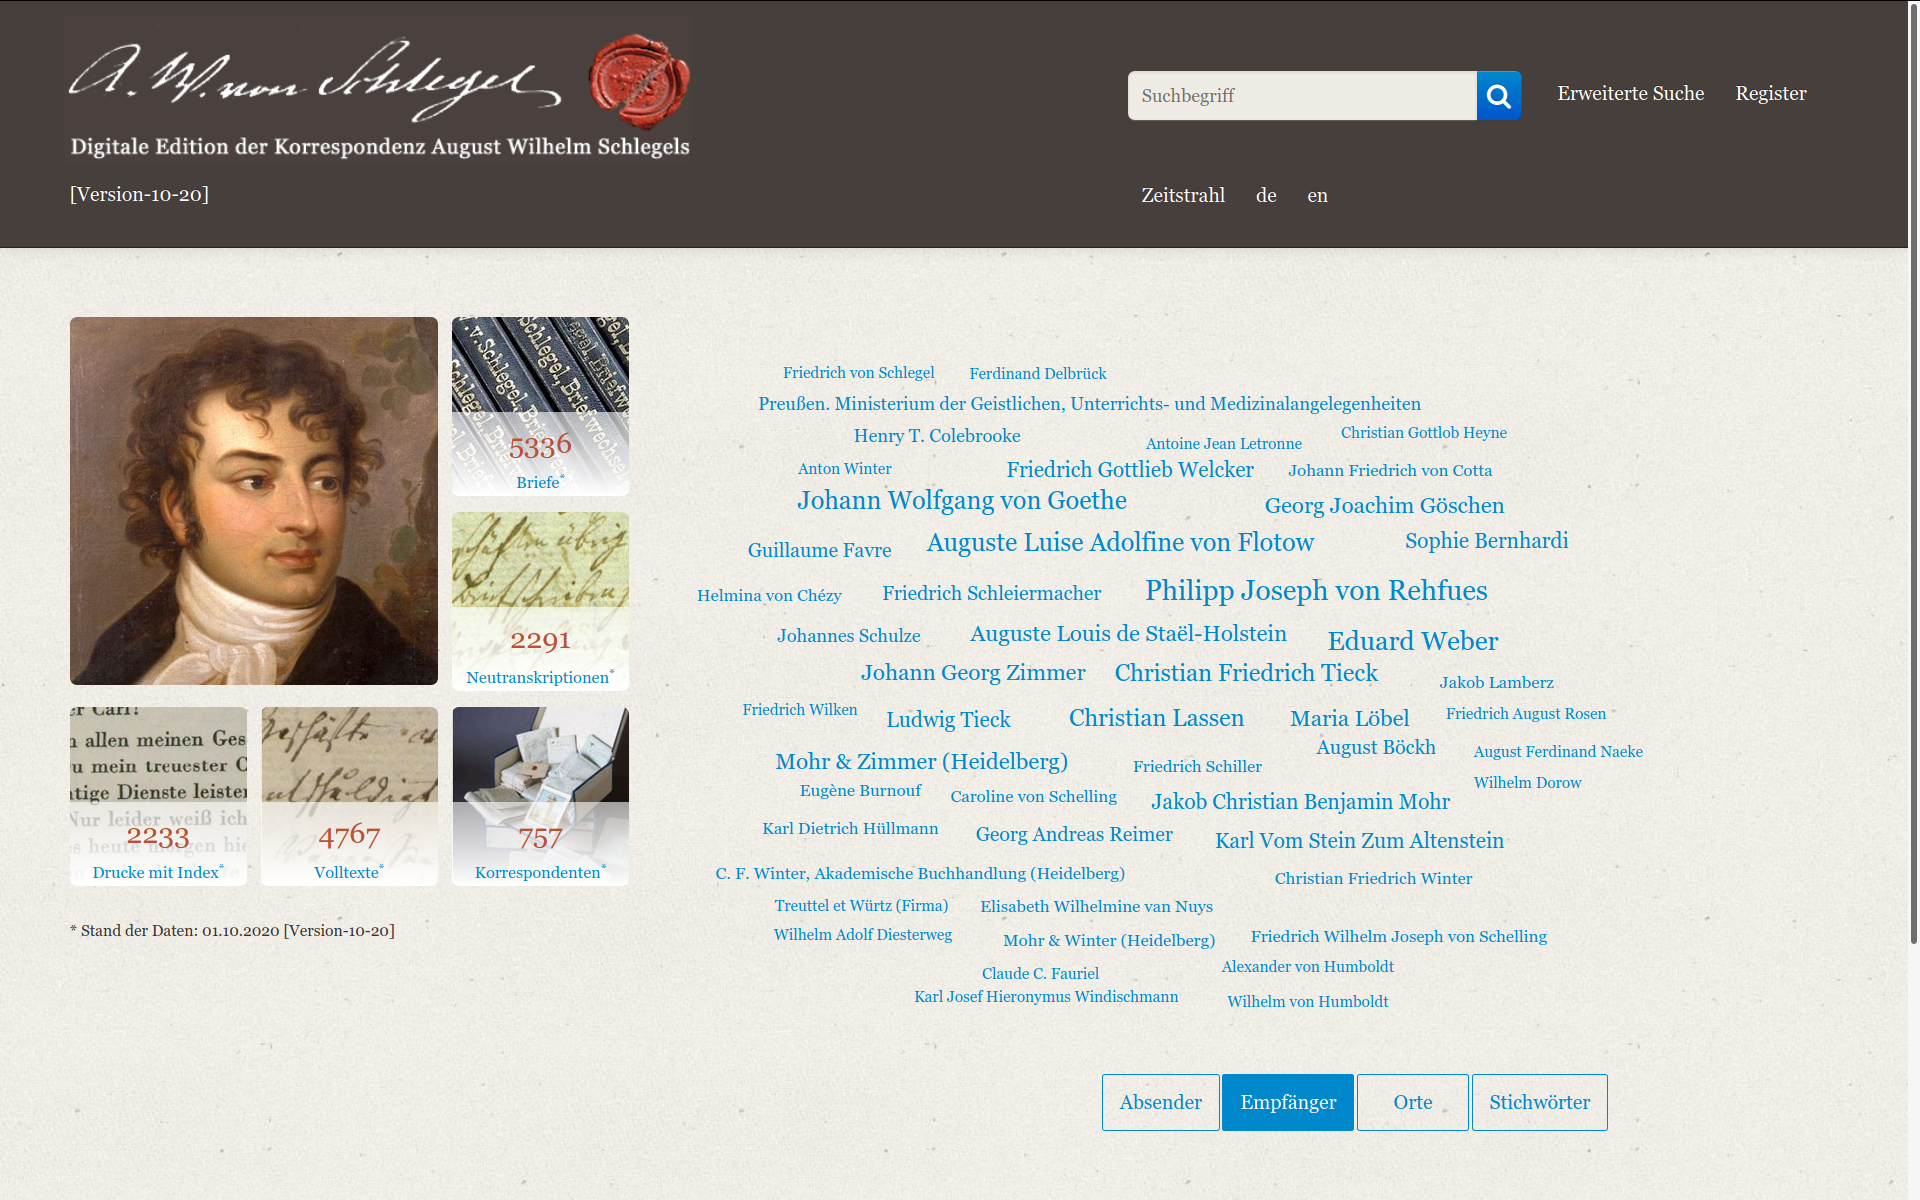 A. W. von Schlegel
Digitale Edition der Korrespondenz August Wilhelm Schlegels
[Version-10-20]
Suchbegriff
Erweiterte Suche
Register
Zeitstrahl
de
en
5336
Briefe*
2291
Neutranskriptionen*
2233
Drucke mit Index*
4767
Volltexte*
757
Korrespondenten*
* Stand der Daten: 01.10.2020 [Version-10-20]
Friedrich von Schlegel
Ferdinand Delbrück
Preußen. Ministerium der Geistlichen, Unterrichts- und Medizinalangelegenheiten
Henry T. Colebrooke
Antoine Jean Letronne
Christian Gottlob Heyne
Anton Winter
Friedrich Gottlieb Welcker
Johann Friedrich von Cotta
Johann Wolfgang von Goethe
Georg Joachim Göschen
Guillaume Favre
Auguste Luise Adolfine von Flotow
Sophie Bernhardi
Helmina von Chézy
Friedrich Schleiermacher
Philipp Joseph von Rehfues
Johannes Schulze
Auguste Louis de Staël-Holstein
Eduard Weber
Johann Georg Zimmer
Christian Friedrich Tieck
Jakob Lamberz
Friedrich Wilken
Ludwig Tieck
Christian Lassen
Maria Löbel
Friedrich August Rosen
August Böckh
August Ferdinand Naeke
Mohr & Zimmer (Heidelberg)
Friedrich Schiller
Wilhelm Dorow
Eugène Burnouf
Caroline von Schelling
Jakob Christian Benjamin Mohr
Karl Dietrich Hüllmann
Georg Andreas Reimer
Karl Vom Stein Zum Altenstein
C. F. Winter, Akademische Buchhandlung (Heidelberg)
Christian Friedrich Winter
Treuttel et Würtz (Firma)
Elisabeth Wilhelmine van Nuys
Wilhelm Adolf Diesterweg
Mohr & Winter (Heidelberg)
Friedrich Wilhelm Joseph von Schelling
Claude C. Fauriel
Alexander von Humboldt
Karl Josef Hieronymus Windischmann
Wilhelm von Humboldt
Absender
Empfänger
Orte
Stichwörter